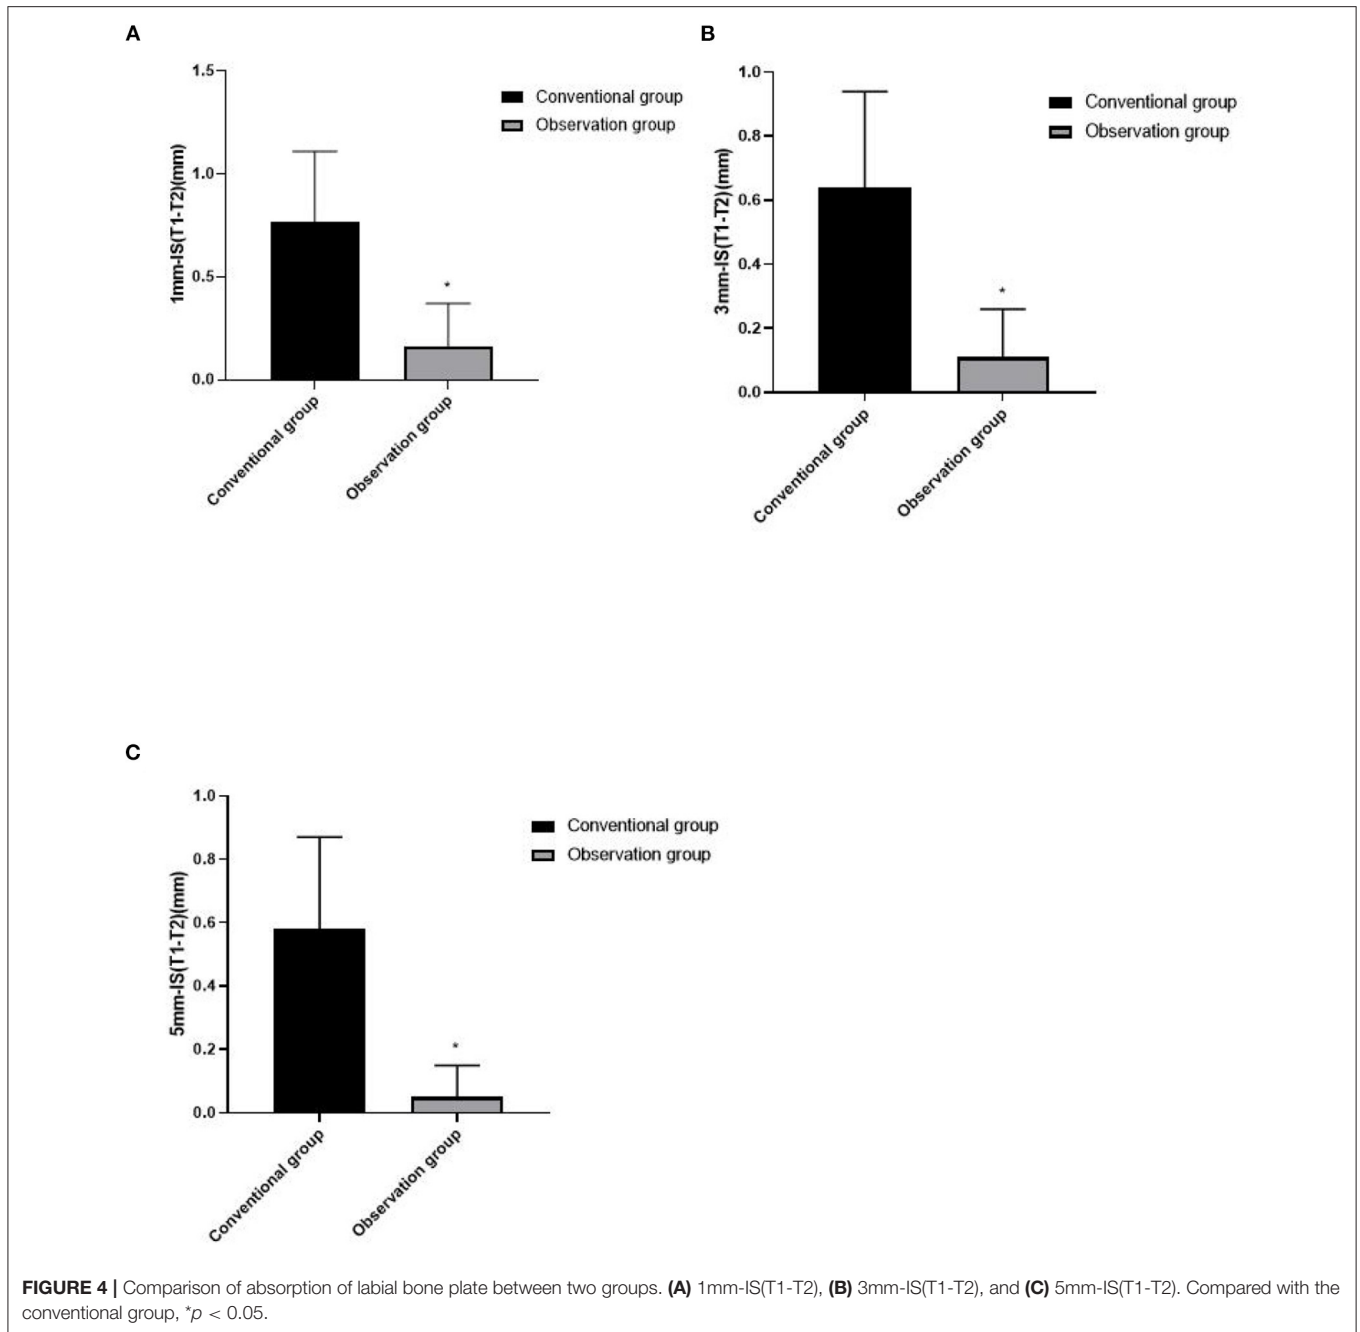 A
1.5
1.0
0.5
0.0
1mm-IS(T1-T2)(mm)
Conventional group
Observation group
*
Conventional group
Observation group
B
1.0
0.8
0.6
0.4
0.2
0.0
3mm-IS(T1-T2)(mm)
Conventional group
Observation group
*
Conventional group
Observation group
C
1.0
0.8
0.6
0.4
0.2
0.0
5mm-IS(T1-T2)(mm)
Conventional group
Observation group
*
Conventional group
Observation group
FIGURE 4 | Comparison of absorption of labial bone plate between two groups. (A) 1mm-IS(T1-T2), (B) 3mm-IS(T1-T2), and (C) 5mm-IS(T1-T2). Compared with the
conventional group, *p < 0.05.